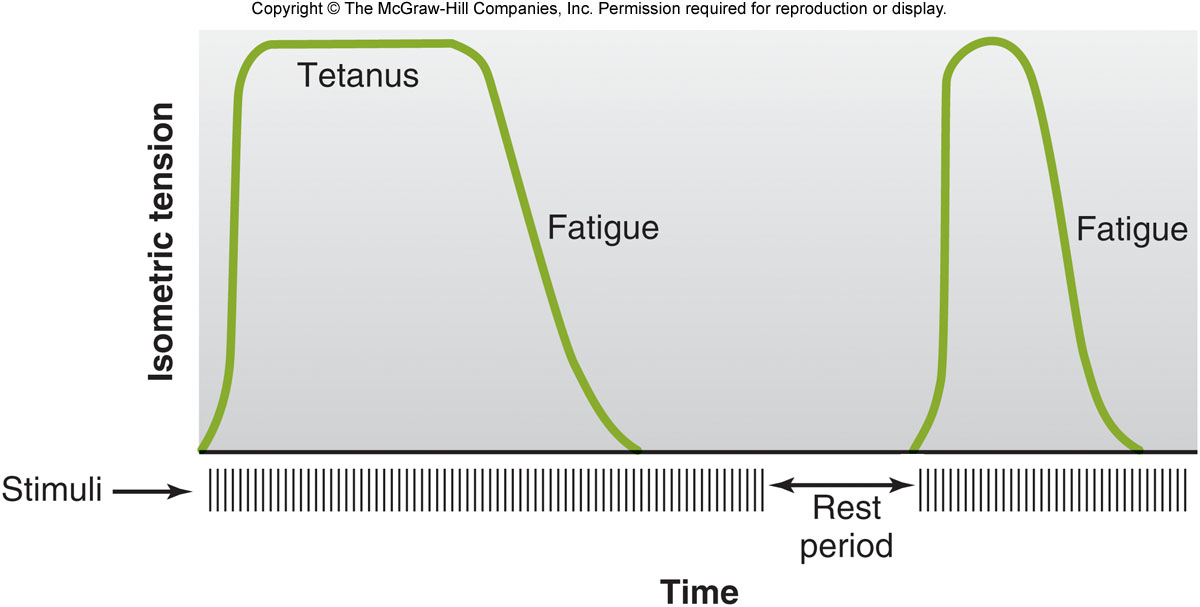 Copyright © The McGraw-Hill Companies, Inc. Permission required for reproduction or display.
Isometric tension
Tetanus
Fatigue
Fatigue
Stimuli
Rest
period
Time